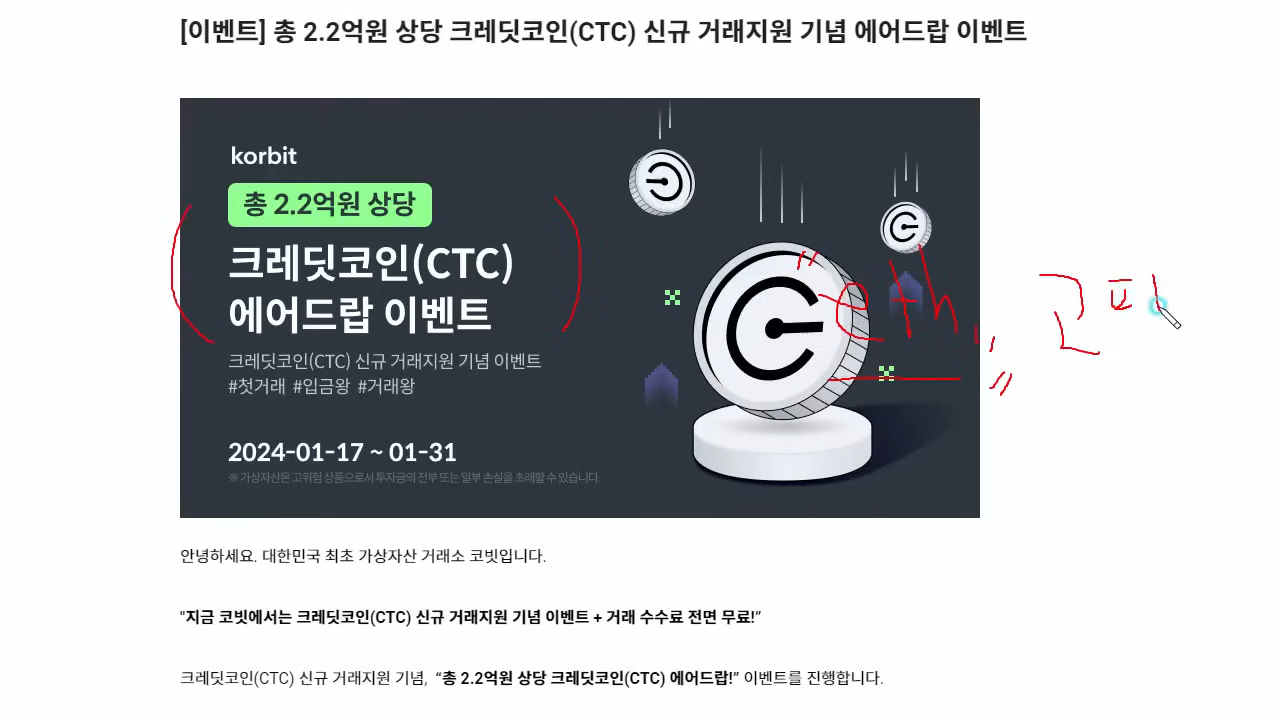 [이벤트] 총 2.2억원 상당 크레딧코인(CTC) 신규 거래지원 기념 에어드랍 이벤트
korbit
총 2.2억원 상당
크레딧코인(CTC)
에어드랍 이벤트
크레딧코인(CTC) 신규 거래지원 기념 이벤트
#첫거래 #입금왕 #거래왕
2024-01-17 ~ 01-31
※ 가상자산은 고위험 상품으로서 투자금의 전부 또는 일부 손실을 초래할 수 있습니다.
"eth, "
안녕하세요. 대한민국 최초 가상자산 거래소 코빗입니다.
"지금 코빗에서는 크레딧코인(CTC) 신규 거래지원 기념 이벤트 + 거래 수수료 전면 무료!"
크레딧코인(CTC) 신규 거래지원 기념, “총 2.2억원 상당 크레딧코인(CTC) 에어드랍!” 이벤트를 진행합니다.